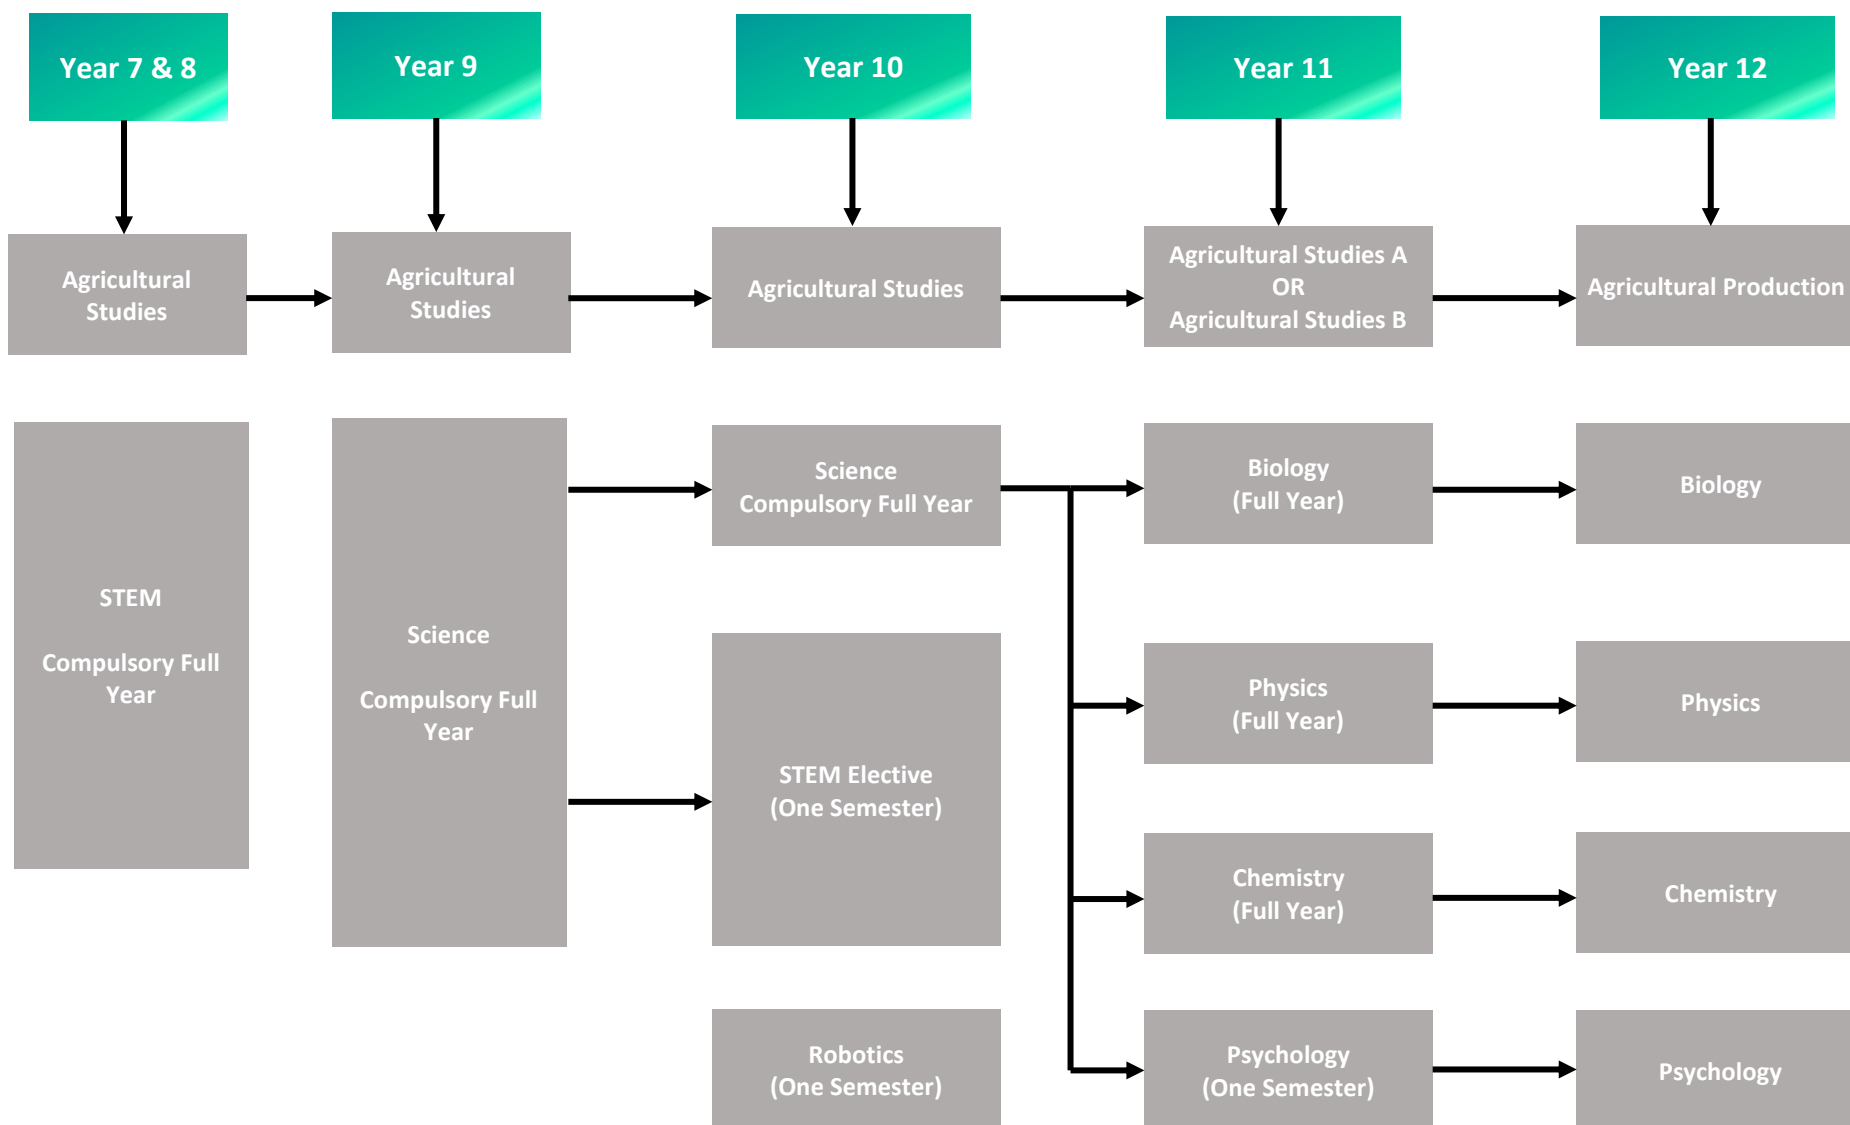 Year 7 & 8
Year 9
Year 10
Year 11
Year 12
Agricultural
Studies
Agricultural
Studies
Agricultural Studies
Agricultural Studies A
OR
Agricultural Studies B
Agricultural Production
STEM
Compulsory Full
Year
Science
Compulsory Full
Year
Science
Compulsory Full Year
Biology
(Full Year)
Biology
STEM Elective
(One Semester)
Physics
(Full Year)
Physics
Chemistry
(Full Year)
Chemistry
Robotics
(One Semester)
Psychology
(One Semester)
Psychology